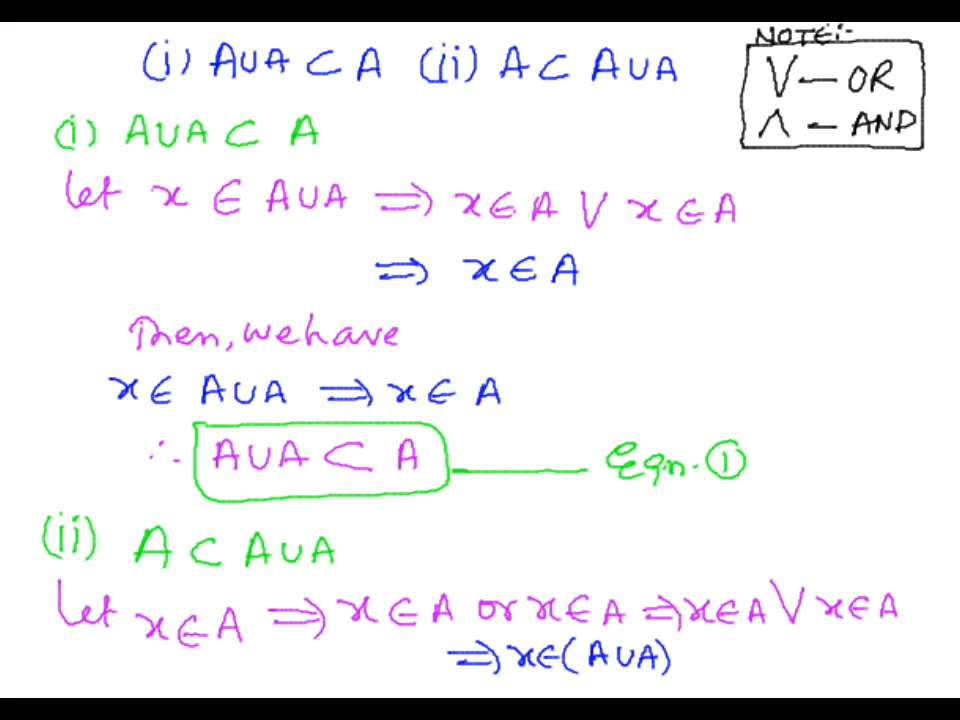 (i) A∪A ⊂ A (ii) A ⊂ A∪A
NOTE:-
∨ — OR
∧ — AND
(i) A∪A ⊂ A
Let x ∈ A∪A ⟹ x∈A ∨ x∈A
⟹ x∈A
Then, we have
x∈ A∪A ⟹ x∈A
∴ A∪A ⊂ A —— Eqn. ①
(ii) A ⊂ A∪A
Let x∈A ⟹ x∈A or x∈A ⟹ x∈A ∨ x∈A
⟹ x∈(A∪A)